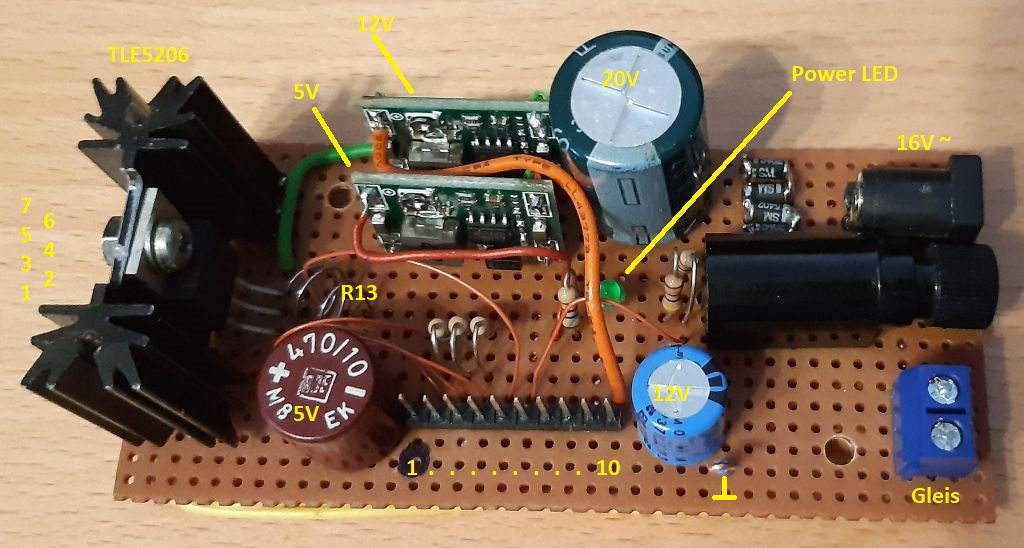 12V
TLE5206
5V
20V
Power LED
16V ~
7
6
5
4
3
2
1
R13
470/10
+
MB
EK
5V
12V
1 . . . . . . . . 10
Gleis